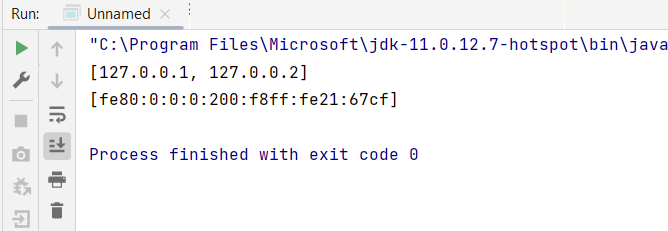 Run: Unnamed
"C:\Program Files\Microsoft\jdk-11.0.12.7-hotspot\bin\java
[127.0.0.1, 127.0.0.2]
[fe80:0:0:0:200:f8ff:fe21:67cf]
Process finished with exit code 0